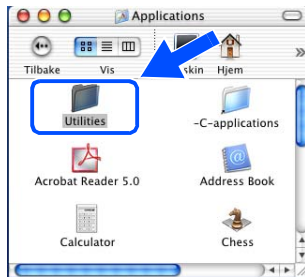 Applications
Tilbake Vis skin Hjem
Utilities -C-applications
Acrobat Reader 5.0 Address Book
Calculator Chess